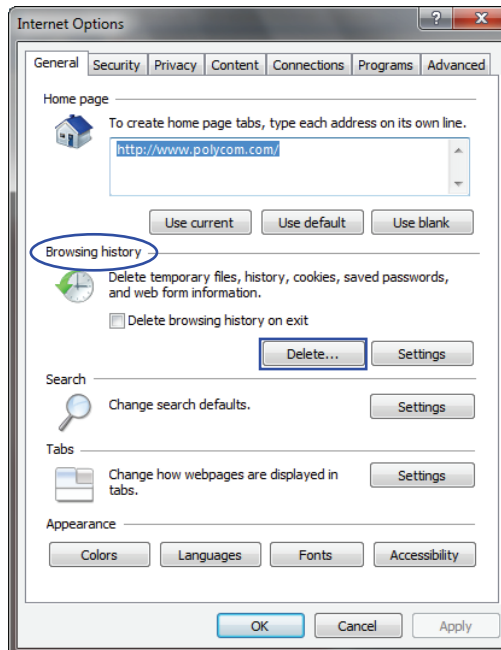 Internet Options
?
X
General Security Privacy Content Connections Programs Advanced
Home page
To create home page tabs, type each address on its own line.
http://www.polycom.com/
Use current Use default Use blank
Browsing history
Delete temporary files, history, cookies, saved passwords,
and web form information.
Delete browsing history on exit
Delete... Settings
Search
Change search defaults. Settings
Tabs
Change how webpages are displayed in Settings
tabs.
Appearance
Colors Languages Fonts Accessibility
OK Cancel Apply